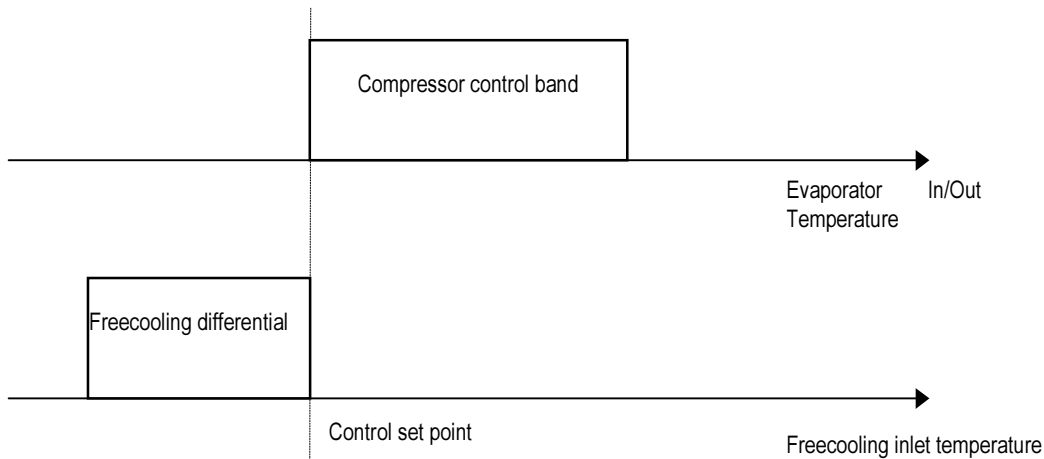 Compressor control band
Evaporator In/Out
Temperature
Freecooling differential
Control set point
Freecooling inlet temperature